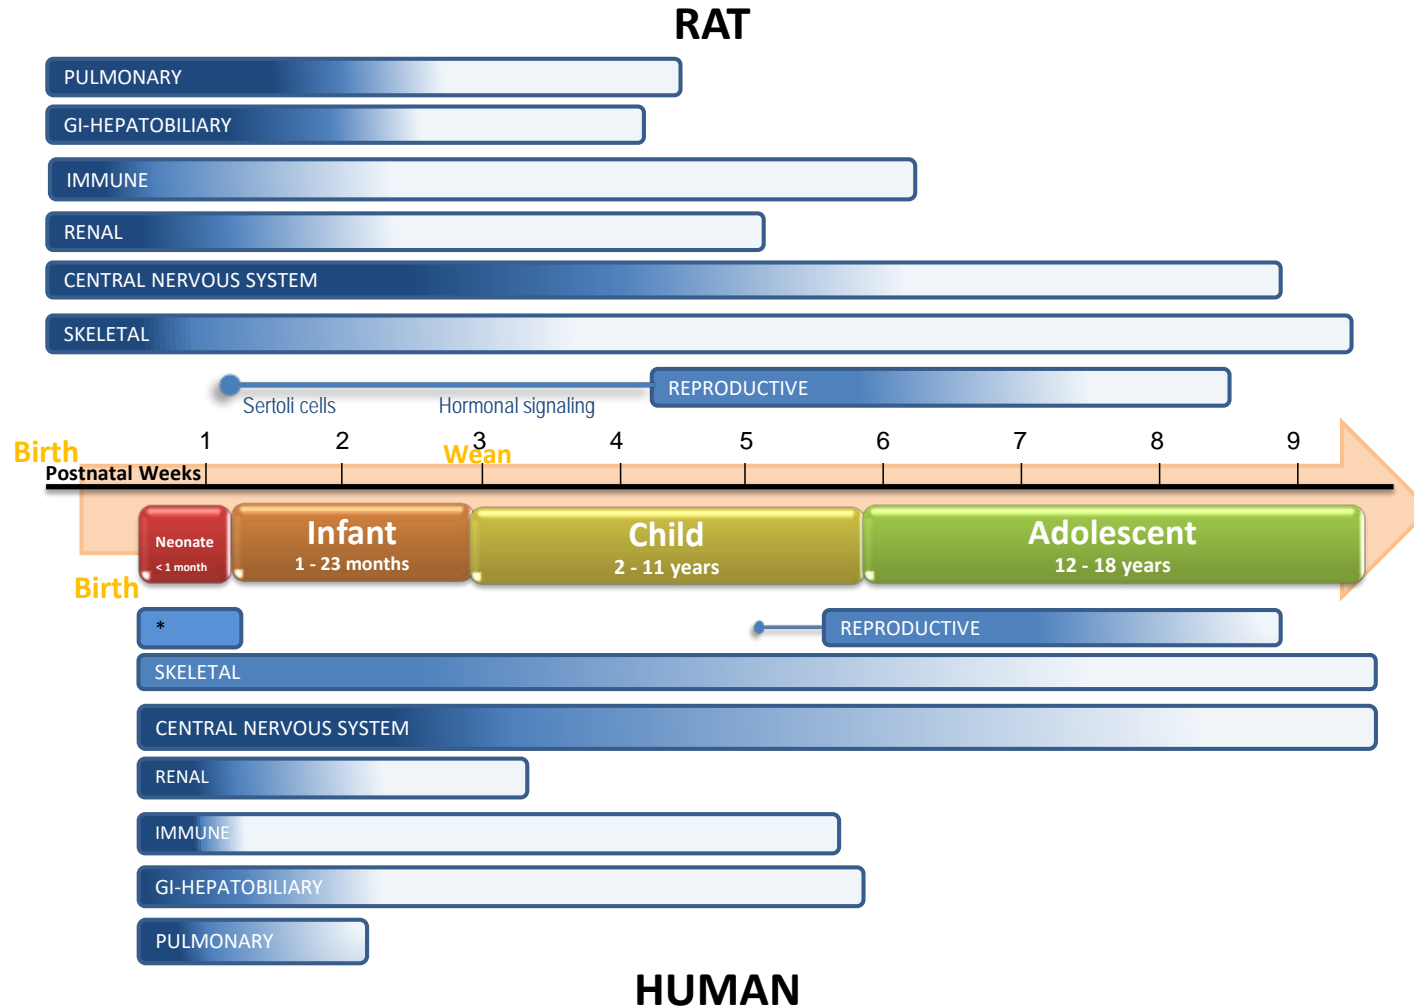 RAT
PULMONARY
GI-HEPATOBILIARY
IMMUNE
RENAL
CENTRAL NERVOUS SYSTEM
SKELETAL
REPRODUCTIVE
Sertoli cells Hormonal signaling
1 2 3 4 5 6 7 8 9
Birth Wean
Postnatal Weeks
Neonate
< 1 month
Infant
1 - 23 months
Child
2 - 11 years
Adolescent
12 - 18 years
Birth
* REPRODUCTIVE
SKELETAL
CENTRAL NERVOUS SYSTEM
RENAL
IMMUNE
GI-HEPATOBILIARY
PULMONARY
HUMAN